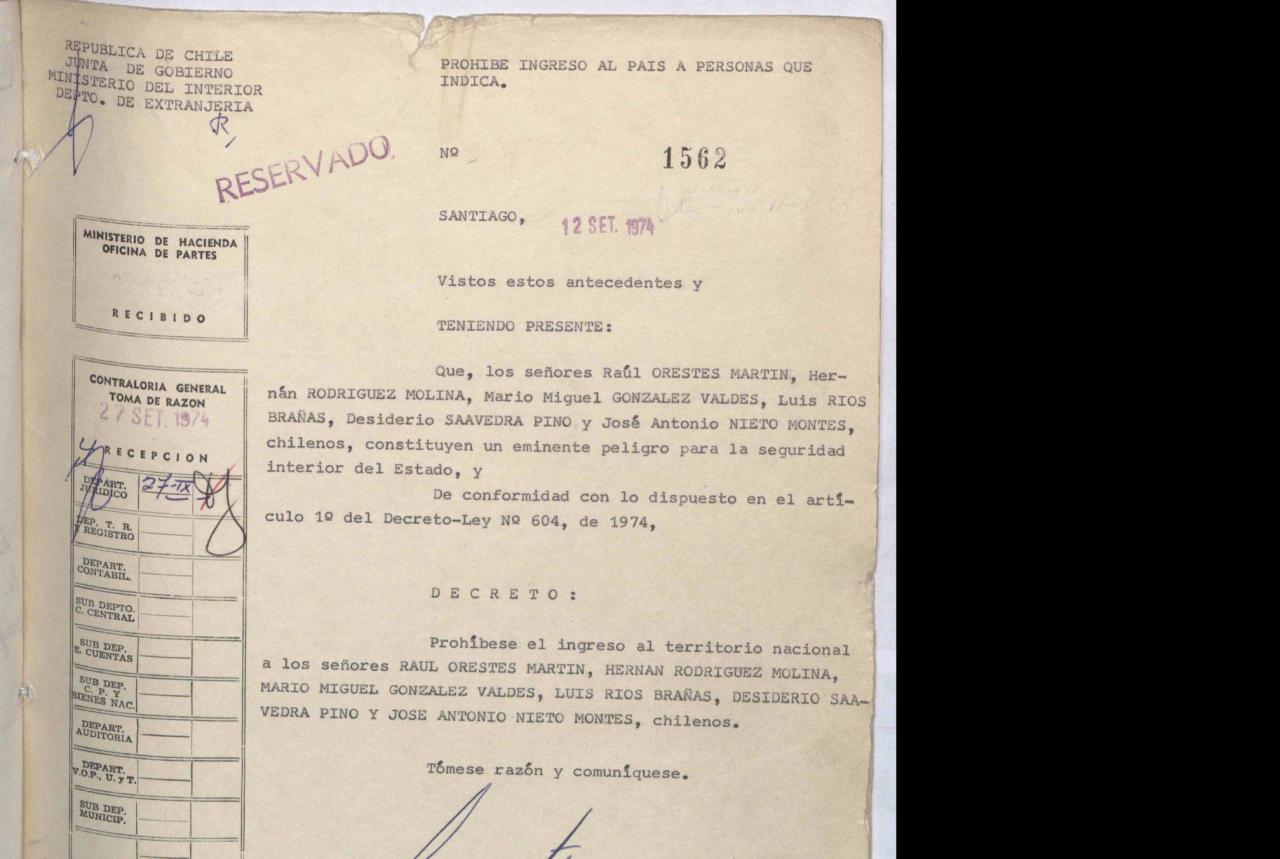 REPUBLICA DE CHILE
JUNTA DE GOBIERNO
MINISTERIO DEL INTERIOR
DEPTO. DE EXTRANJERIA
PROHIBE INGRESO AL PAIS A PERSONAS QUE
INDICA.
RESERVADO
Nº 1562
SANTIAGO, 12 SET. 1974
MINISTERIO DE HACIENDA
OFICINA DE PARTES
RECIBIDO
CONTRALORIA GENERAL
TOMA DE RAZON
27 SET. 1974
RECEPCION
DEPART.
JURIDICO
27-IX
DEP. T. R.
Y REGISTRO
DEPART.
CONTABIL.
SUB DEPTO.
C. CENTRAL
SUB DEP.
E. CUENTAS
SUB DEP.
C. P. Y
BIENES NAC.
DEPART.
AUDITORIA
DEPART.
V.O.P., U. y T.
SUB DEP.
MUNICIP.
Vistos estos antecedentes y
TENIENDO PRESENTE:
Que, los señores Raúl ORESTES MARTIN, Her-
nán RODRIGUEZ MOLINA, Mario Miguel GONZALEZ VALDES, Luis RIOS
BRAÑAS, Desiderio SAAVEDRA PINO y José Antonio NIETO MONTES,
chilenos, constituyen un eminente peligro para la seguridad
interior del Estado, y
De conformidad con lo dispuesto en el artí-
culo 1º del Decreto-Ley Nº 604, de 1974,
D E C R E T O :
Prohíbese el ingreso al territorio nacional
a los señores RAUL ORESTES MARTIN, HERNAN RODRIGUEZ MOLINA,
MARIO MIGUEL GONZALEZ VALDES, LUIS RIOS BRAÑAS, DESIDERIO SAA-
VEDRA PINO Y JOSE ANTONIO NIETO MONTES, chilenos.
Tómese razón y comuníquese.